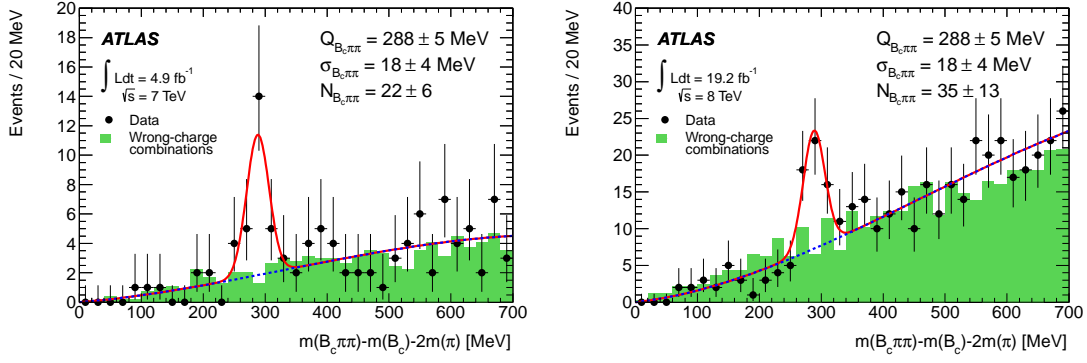 ATLAS
∫ Ldt = 4.9 fb⁻¹
√s = 7 TeV
Data
Wrong-charge
combinations
Q_{B_cππ} = 288 ± 5 MeV
σ_{B_cππ} = 18 ± 4 MeV
N_{B_cππ} = 22 ± 6
Events / 20 MeV
20
18
16
14
12
10
8
6
4
2
0
0 100 200 300 400 500 600 700
m(B_cππ)-m(B_c)-2m(π) [MeV]
ATLAS
∫ Ldt = 19.2 fb⁻¹
√s = 8 TeV
Data
Wrong-charge
combinations
Q_{B_cππ} = 288 ± 5 MeV
σ_{B_cππ} = 18 ± 4 MeV
N_{B_cππ} = 35 ± 13
Events / 20 MeV
40
35
30
25
20
15
10
5
0
0 100 200 300 400 500 600 700
m(B_cππ)-m(B_c)-2m(π) [MeV]